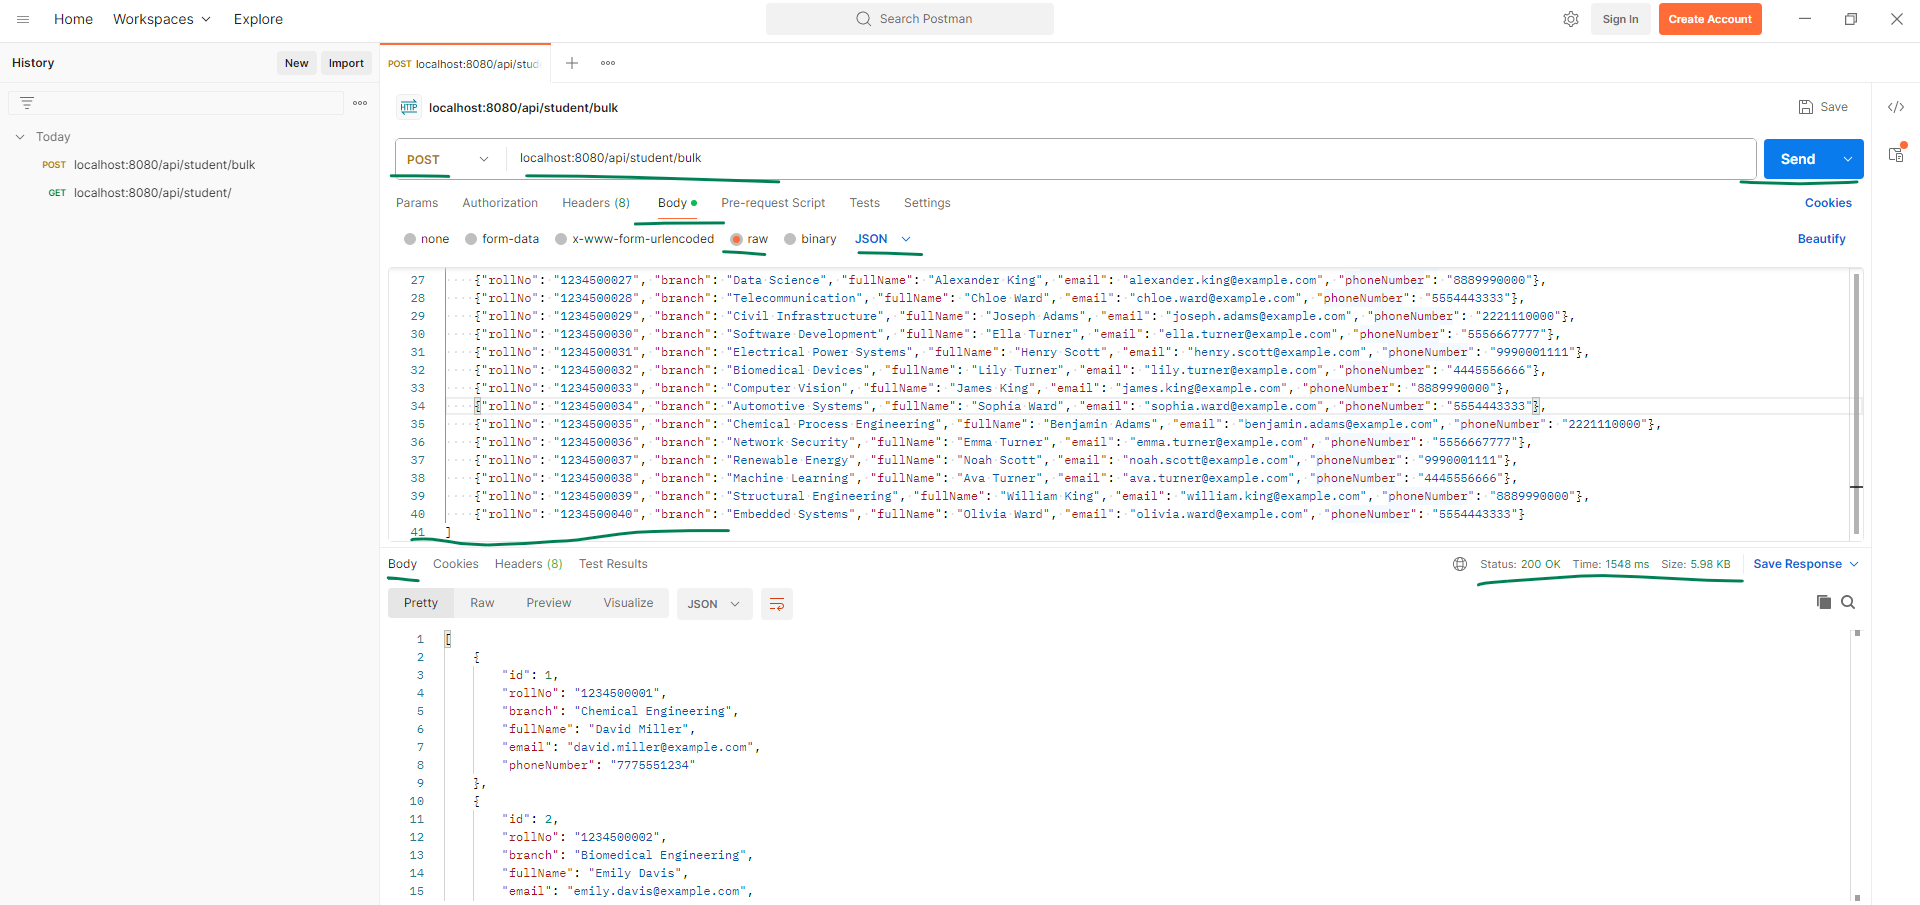 Home Workspaces Explore Search Postman Sign In Create Account
History New Import
POST localhost:8080/api/stud
HTTP localhost:8080/api/student/bulk Save
Today
POST localhost:8080/api/student/bulk
GET localhost:8080/api/student/
POST localhost:8080/api/student/bulk Send
Params Authorization Headers (8) Body Pre-request Script Tests Settings Cookies
none form-data x-www-form-urlencoded raw binary JSON Beautify
27 {"rollNo": "1234500027", "branch": "Data Science", "fullName": "Alexander King", "email": "alexander.king@example.com", "phoneNumber": "8889990000"},
28 {"rollNo": "1234500028", "branch": "Telecommunication", "fullName": "Chloe Ward", "email": "chloe.ward@example.com", "phoneNumber": "5554443333"},
29 {"rollNo": "1234500029", "branch": "Civil Infrastructure", "fullName": "Joseph Adams", "email": "joseph.adams@example.com", "phoneNumber": "2221110000"},
30 {"rollNo": "1234500030", "branch": "Software Development", "fullName": "Ella Turner", "email": "ella.turner@example.com", "phoneNumber": "5556667777"},
31 {"rollNo": "1234500031", "branch": "Electrical Power Systems", "fullName": "Henry Scott", "email": "henry.scott@example.com", "phoneNumber": "9990001111"},
32 {"rollNo": "1234500032", "branch": "Biomedical Devices", "fullName": "Lily Turner", "email": "lily.turner@example.com", "phoneNumber": "4445556666"},
33 {"rollNo": "1234500033", "branch": "Computer Vision", "fullName": "James King", "email": "james.king@example.com", "phoneNumber": "8889990000"},
34 {"rollNo": "1234500034", "branch": "Automotive Systems", "fullName": "Sophia Ward", "email": "sophia.ward@example.com", "phoneNumber": "5554443333"},
35 {"rollNo": "1234500035", "branch": "Chemical Process Engineering", "fullName": "Benjamin Adams", "email": "benjamin.adams@example.com", "phoneNumber": "2221110000"},
36 {"rollNo": "1234500036", "branch": "Network Security", "fullName": "Emma Turner", "email": "emma.turner@example.com", "phoneNumber": "5556667777"},
37 {"rollNo": "1234500037", "branch": "Renewable Energy", "fullName": "Noah Scott", "email": "noah.scott@example.com", "phoneNumber": "9990001111"},
38 {"rollNo": "1234500038", "branch": "Machine Learning", "fullName": "Ava Turner", "email": "ava.turner@example.com", "phoneNumber": "4445556666"},
39 {"rollNo": "1234500039", "branch": "Structural Engineering", "fullName": "William King", "email": "william.king@example.com", "phoneNumber": "8889990000"},
40 {"rollNo": "1234500040", "branch": "Embedded Systems", "fullName": "Olivia Ward", "email": "olivia.ward@example.com", "phoneNumber": "5554443333"}
41 ]
Body Cookies Headers (8) Test Results Status: 200 OK Time: 1548 ms Size: 5.98 KB Save Response
Pretty Raw Preview Visualize JSON
1 [
2 {
3 "id": 1,
4 "rollNo": "1234500001",
5 "branch": "Chemical Engineering",
6 "fullName": "David Miller",
7 "email": "david.miller@example.com",
8 "phoneNumber": "7775551234"
9 },
10 {
11 "id": 2,
12 "rollNo": "1234500002",
13 "branch": "Biomedical Engineering",
14 "fullName": "Emily Davis",
15 "email": "emily.davis@example.com",